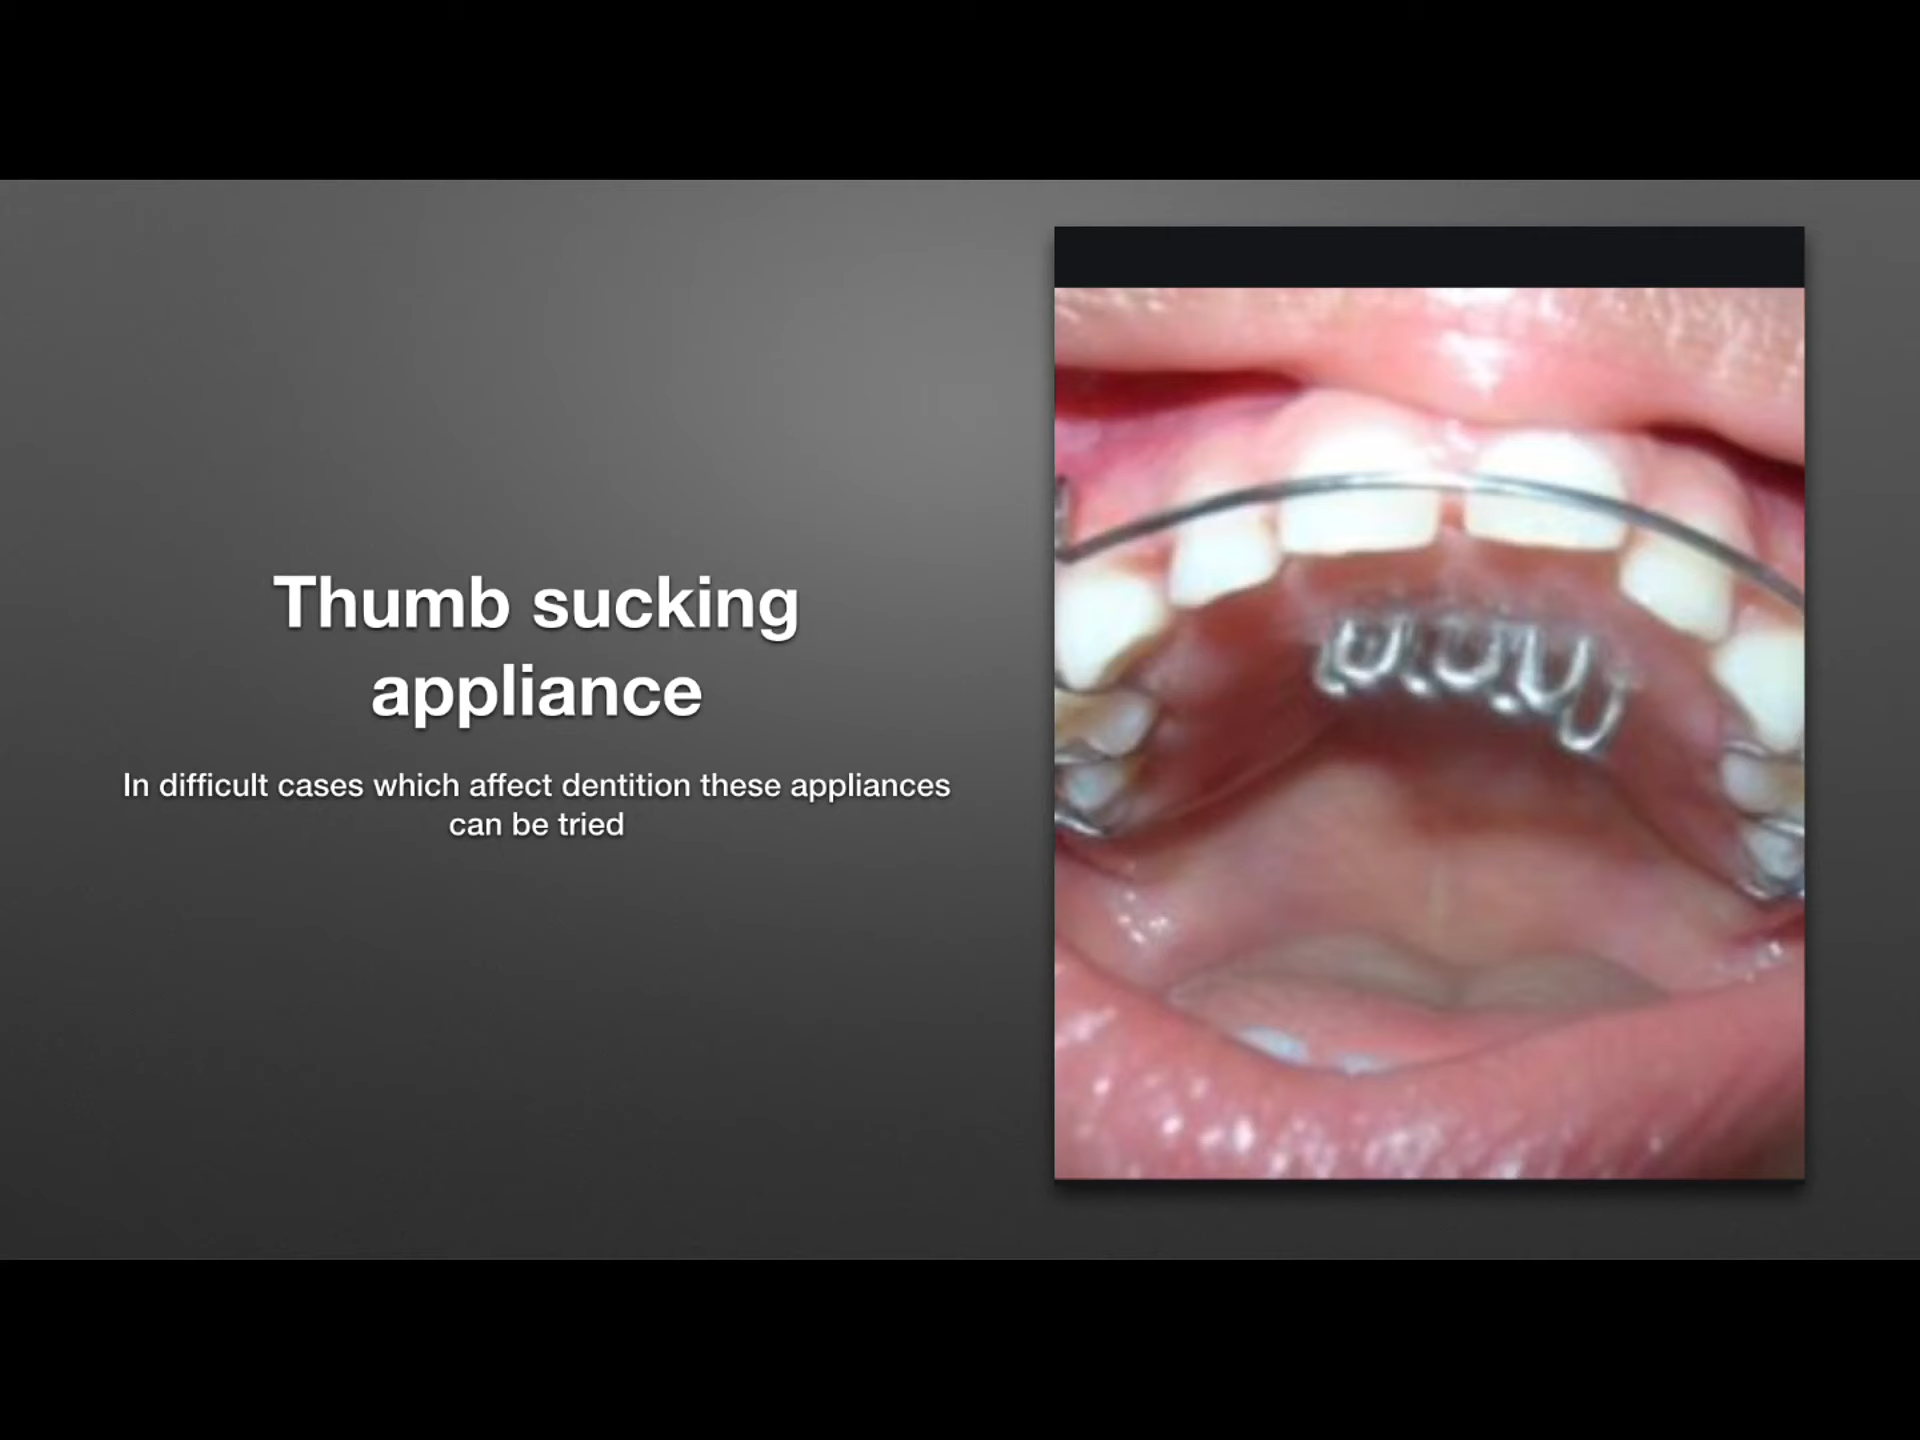 Thumb sucking
appliance
In difficult cases which affect dentition these appliances
can be tried